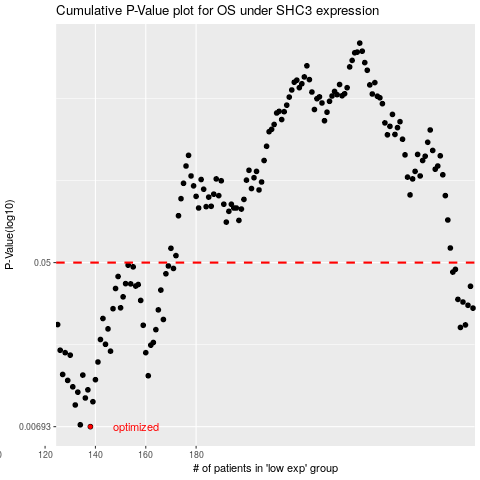 Cumulative P-Value plot for OS under SHC3 expression
P-Value(log10)
0.05
0.00693
optimized
0 120 140 160 180
# of patients in 'low exp' group